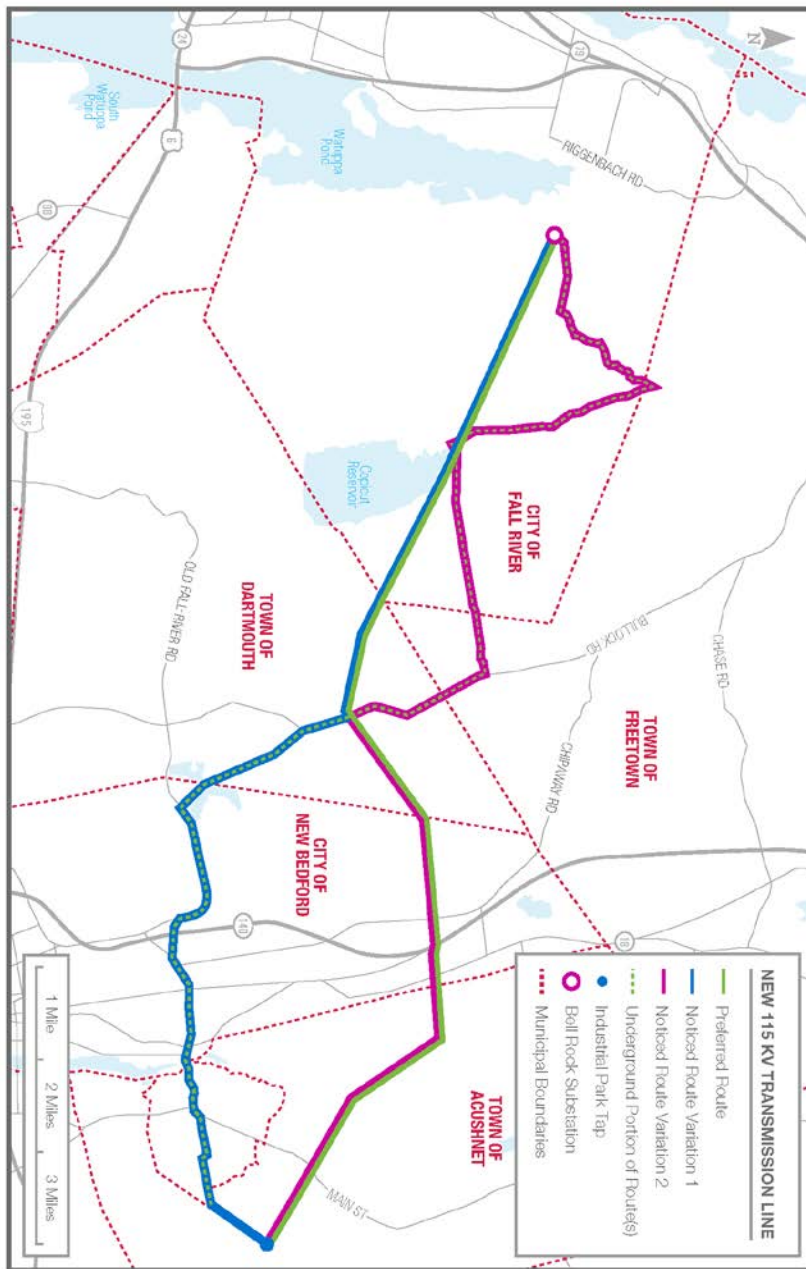 N
79
24
6
88
195
140
18
RIGGENBACH RD
Watuppa
Pond
South
Watuppa
Pond
Copicut
Reservoir
CITY OF
FALL RIVER
BULLOCK RD
CHASE RD
TOWN OF
FREETOWN
CHIPAWAY RD
TOWN OF
DARTMOUTH
OLD FALL-RIVER RD
CITY OF
NEW BEDFORD
TOWN OF
ACUSHNET
MAIN ST
NEW 115 KV TRANSMISSION LINE
Preferred Route
Noticed Route Variation 1
Noticed Route Variation 2
Underground Portion of Route(s)
Industrial Park Tap
Bell Rock Substation
Municipal Boundaries
1 Mile
2 Miles
3 Miles